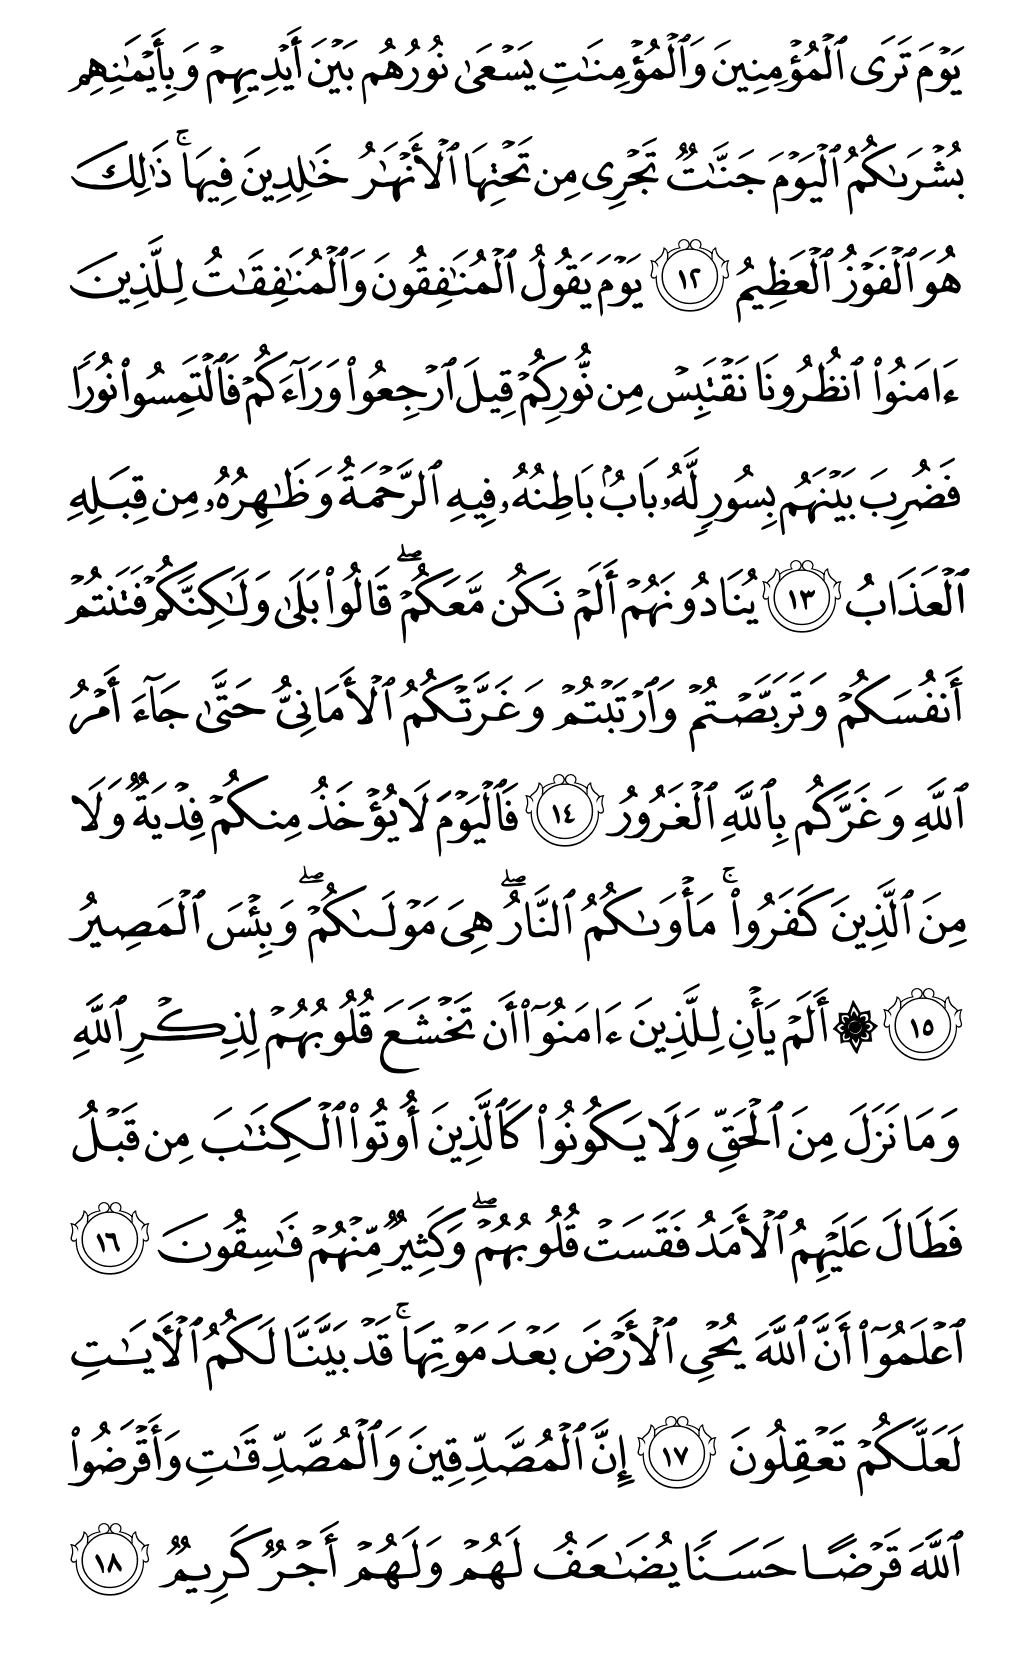 يَوۡمَ تَرَى ٱلۡمُؤۡمِنِينَ وَٱلۡمُؤۡمِنَٰتِ يَسۡعَىٰ نُورُهُم بَيۡنَ أَيۡدِيهِمۡ وَبِأَيۡمَٰنِهِم
بُشۡرَىٰكُمُ ٱلۡيَوۡمَ جَنَّٰتٞ تَجۡرِي مِن تَحۡتِهَا ٱلۡأَنۡهَٰرُ خَٰلِدِينَ فِيهَاۚ ذَٰلِكَ
هُوَ ٱلۡفَوۡزُ ٱلۡعَظِيمُ ١٢ يَوۡمَ يَقُولُ ٱلۡمُنَٰفِقُونَ وَٱلۡمُنَٰفِقَٰتُ لِلَّذِينَ
ءَامَنُواْ ٱنظُرُونَا نَقۡتَبِسۡ مِن نُّورِكُمۡ قِيلَ ٱرۡجِعُواْ وَرَآءَكُمۡ فَٱلۡتَمِسُواْ نُورٗاۖ
فَضُرِبَ بَيۡنَهُم بِسُورٖ لَّهُۥ بَابُۢ بَاطِنُهُۥ فِيهِ ٱلرَّحۡمَةُ وَظَٰهِرُهُۥ مِن قِبَلِهِ
ٱلۡعَذَابُ ١٣ يُنَادُونَهُمۡ أَلَمۡ نَكُن مَّعَكُمۡۖ قَالُواْ بَلَىٰ وَلَٰكِنَّكُمۡ فَتَنتُمۡ
أَنفُسَكُمۡ وَتَرَبَّصۡتُمۡ وَٱرۡتَبۡتُمۡ وَغَرَّتۡكُمُ ٱلۡأَمَانِيُّ حَتَّىٰ جَآءَ أَمۡرُ
ٱللَّهِ وَغَرَّكُم بِٱللَّهِ ٱلۡغَرُورُ ١٤ فَٱلۡيَوۡمَ لَا يُؤۡخَذُ مِنكُمۡ فِدۡيَةٞ وَلَا
مِنَ ٱلَّذِينَ كَفَرُواْۚ مَأۡوَىٰكُمُ ٱلنَّارُۖ هِيَ مَوۡلَىٰكُمۡۖ وَبِئۡسَ ٱلۡمَصِيرُ
١٥ ۞ أَلَمۡ يَأۡنِ لِلَّذِينَ ءَامَنُوٓاْ أَن تَخۡشَعَ قُلُوبُهُمۡ لِذِكۡرِ ٱللَّهِ
وَمَا نَزَلَ مِنَ ٱلۡحَقِّ وَلَا يَكُونُواْ كَٱلَّذِينَ أُوتُواْ ٱلۡكِتَٰبَ مِن قَبۡلُ
فَطَالَ عَلَيۡهِمُ ٱلۡأَمَدُ فَقَسَتۡ قُلُوبُهُمۡۖ وَكَثِيرٞ مِّنۡهُمۡ فَٰسِقُونَ ١٦
ٱعۡلَمُوٓاْ أَنَّ ٱللَّهَ يُحۡيِ ٱلۡأَرۡضَ بَعۡدَ مَوۡتِهَاۚ قَدۡ بَيَّنَّا لَكُمُ ٱلۡأٓيَٰتِ
لَعَلَّكُمۡ تَعۡقِلُونَ ١٧ إِنَّ ٱلۡمُصَّدِّقِينَ وَٱلۡمُصَّدِّقَٰتِ وَأَقۡرَضُواْ
ٱللَّهَ قَرۡضًا حَسَنٗا يُضَٰعَفُ لَهُمۡ وَلَهُمۡ أَجۡرٞ كَرِيمٞ ١٨